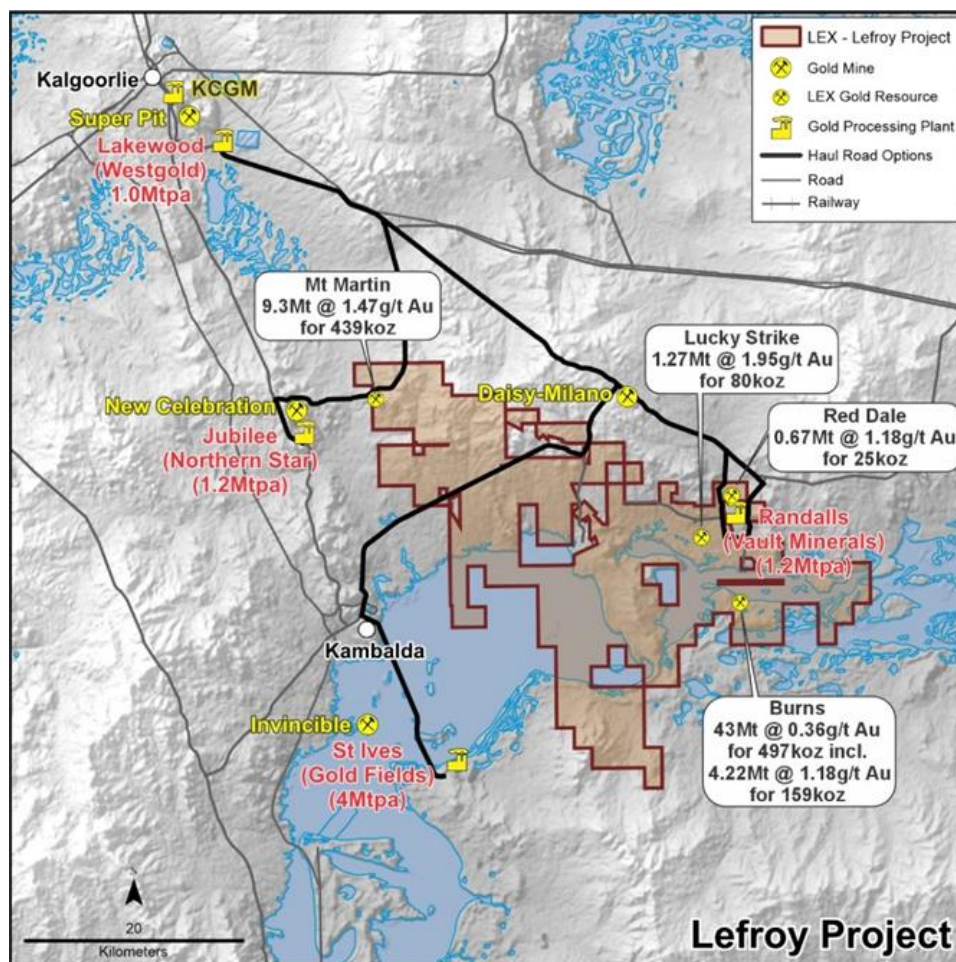 LEX - Lefroy Project
Gold Mine
LEX Gold Resource
Gold Processing Plant
Haul Road Options
Road
Railway
Kalgoorlie
KCGM
Super Pit
Lakewood
(Westgold)
1.0Mtpa
Mt Martin
9.3Mt @ 1.47g/t Au
for 439koz
Lucky Strike
1.27Mt @ 1.95g/t Au
for 80koz
Daisy-Milano
New Celebration
Red Dale
0.67Mt @ 1.18g/t Au
for 25koz
Jubilee
(Northern Star)
(1.2Mtpa)
Randalls
(Vault Minerals)
(1.2Mtpa)
Kambalda
Burns
43Mt @ 0.36g/t Au
for 497koz incl.
4.22Mt @ 1.18g/t Au
for 159koz
Invincible
St Ives
(Gold Fields)
(4Mtpa)
20
Kilometers
Lefroy Project